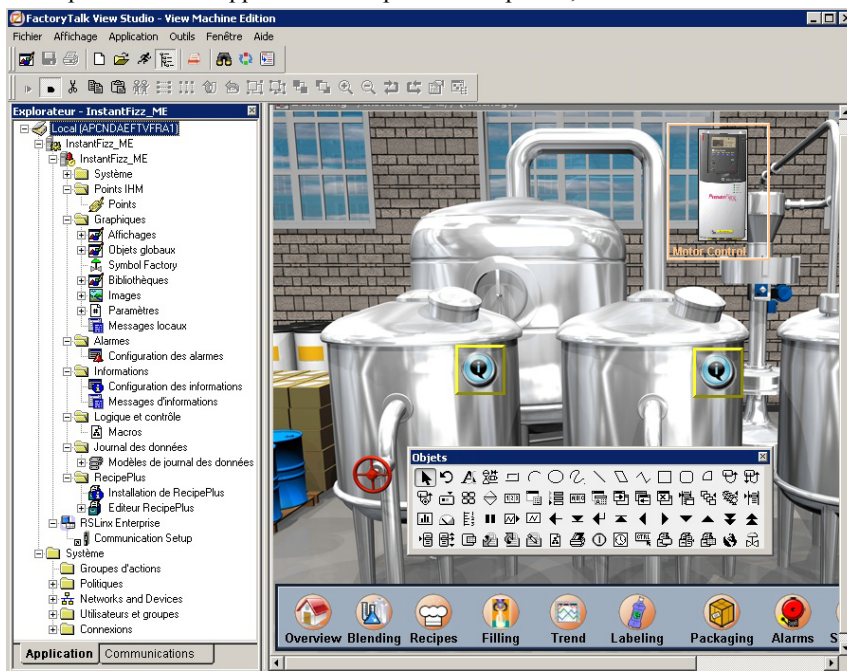 FactoryTalk View Studio - View Machine Edition
Fichier Affichage Application Outils Fenêtre Aide
Explorateur - InstantFizz_ME
Local (APCNDAEFTVFRA1)
InstantFizz_ME
InstantFizz_ME
Système
Points IHM
Points
Graphiques
Affichages
Objets globaux
Symbol Factory
Bibliothèques
Images
Paramètres
Messages locaux
Alarmes
Configuration des alarmes
Informations
Configuration des informations
Messages d'informations
Logique et contrôle
Macros
Journal des données
Modèles de journal des données
RecipePlus
Installation de RecipePlus
Editeur RecipePlus
RSLinx Enterprise
Communication Setup
Système
Groupes d'actions
Politiques
Networks and Devices
Utilisateurs et groupes
Connexions
Application Communications
Motor Control
Objets
Overview Blending Recipes Filling Trend Labeling Packaging Alarms S